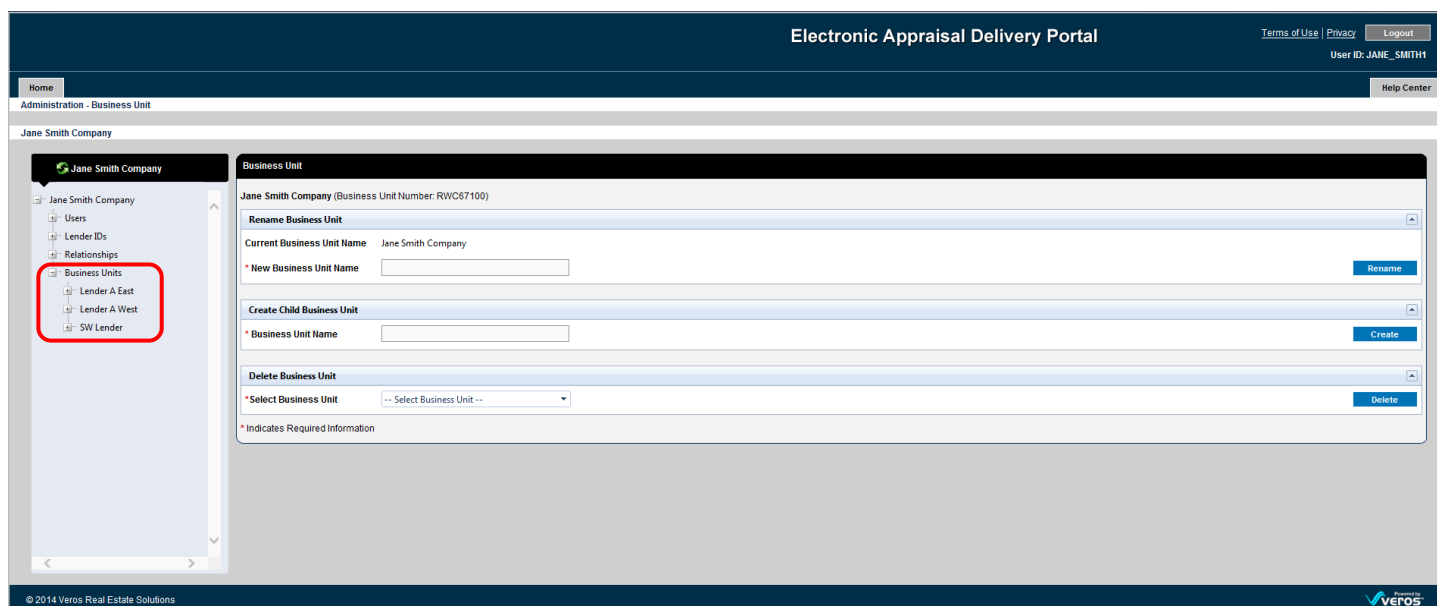 Electronic Appraisal Delivery Portal
Terms of Use | Privacy Logout
User ID: JANE_SMITH1
Home
Help Center
Administration - Business Unit
Jane Smith Company
Jane Smith Company
Jane Smith Company
Users
Lender IDs
Relationships
Business Units
Lender A East
Lender A West
SW Lender
Business Unit
Jane Smith Company (Business Unit Number: RWC67100)
Rename Business Unit
Current Business Unit Name Jane Smith Company
* New Business Unit Name Rename
Create Child Business Unit
* Business Unit Name Create
Delete Business Unit
*Select Business Unit -- Select Business Unit -- Delete
* Indicates Required Information
© 2014 Veros Real Estate Solutions
Powered by
veros